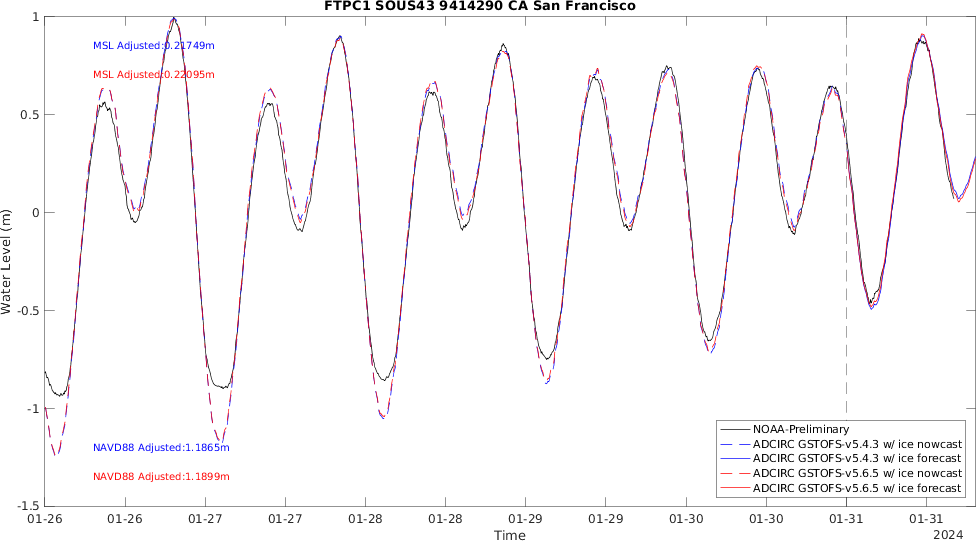 FTPC1 SOUS43 9414290 CA San Francisco
MSL Adjusted:0.21749m
MSL Adjusted:0.22095m
NAVD88 Adjusted:1.1865m
NAVD88 Adjusted:1.1899m
Water Level (m)
1
0.5
0
-0.5
-1
-1.5
NOAA-Preliminary
ADCIRC GSTOFS-v5.4.3 w/ ice nowcast
ADCIRC GSTOFS-v5.4.3 w/ ice forecast
ADCIRC GSTOFS-v5.6.5 w/ ice nowcast
ADCIRC GSTOFS-v5.6.5 w/ ice forecast
01-26 01-26 01-27 01-27 01-28 01-28 01-29 01-29 01-30 01-30 01-31 01-31
Time
2024